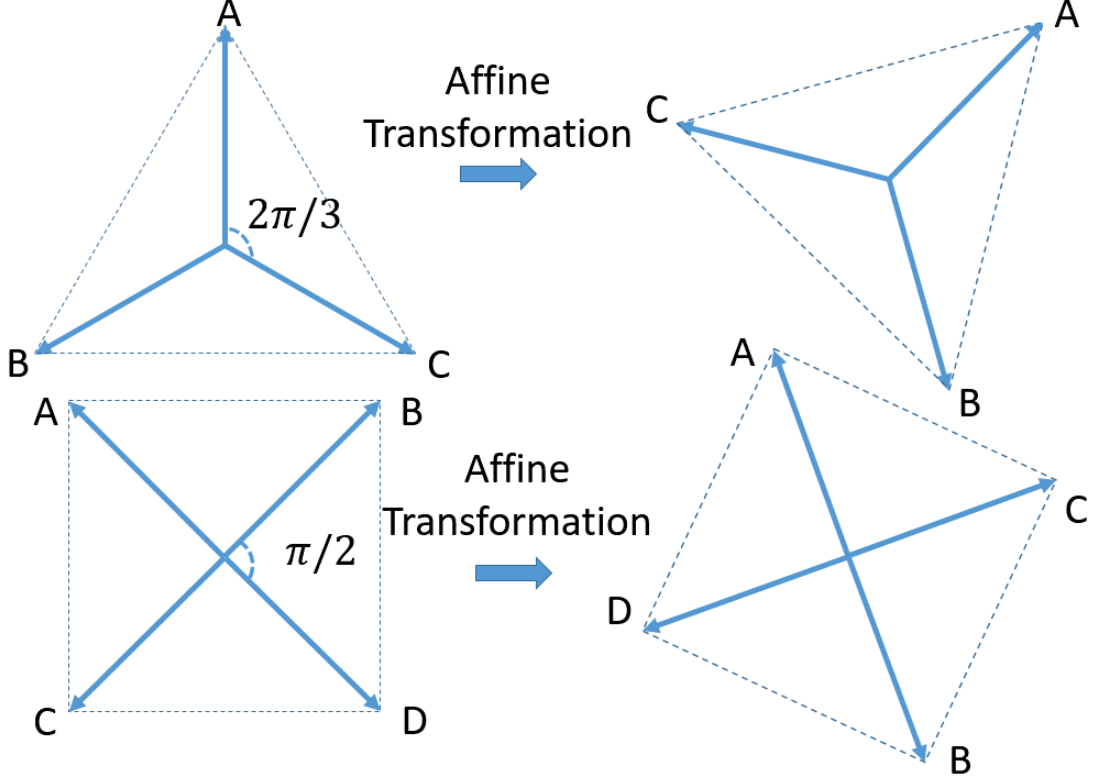 A
A
Affine
Transformation
C
2π/3
B
C
B
A
B
A
Affine
Transformation
π/2
C
D
C
D
B